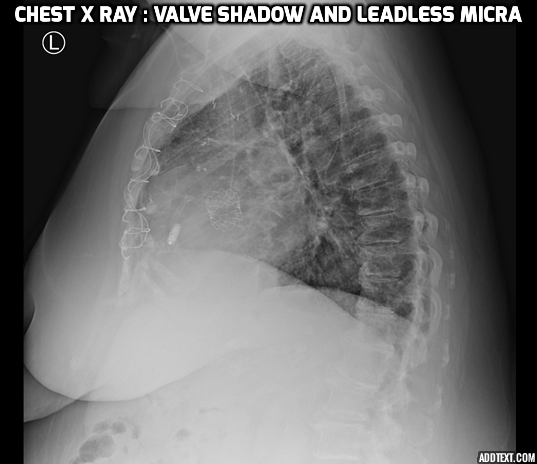 CHEST X RAY : VALVE SHADOW AND LEADLESS MICRA
L
ADDTEXT.COM